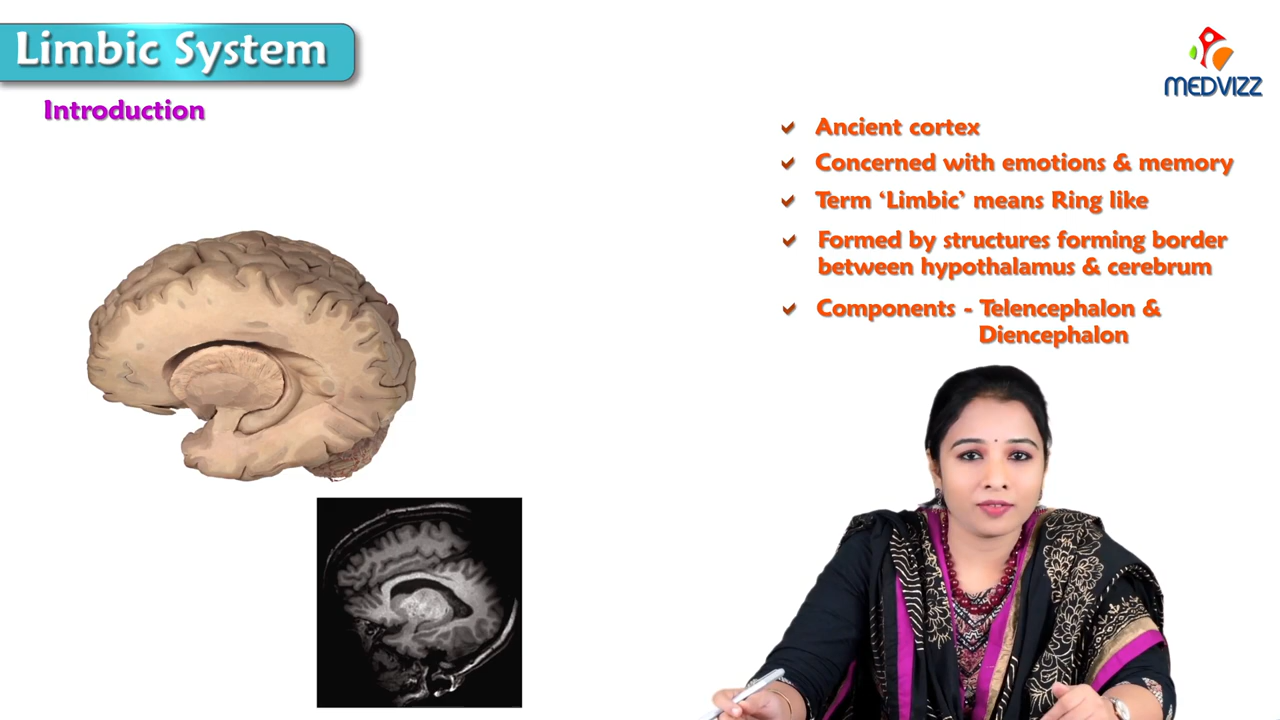 Limbic System
Introduction
MEDVIZZ
Ancient cortex
Concerned with emotions & memory
Term ‘Limbic’ means Ring like
Formed by structures forming border
between hypothalamus & cerebrum
Components - Telencephalon &
Diencephalon